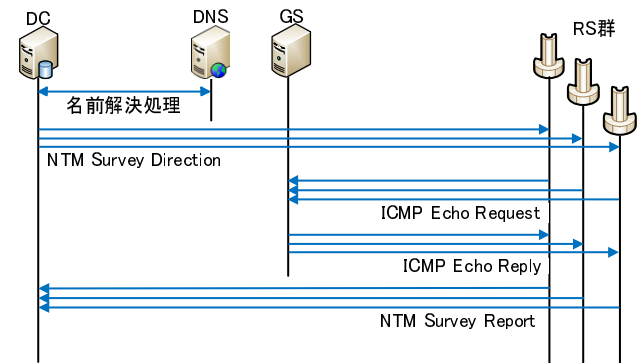 DC
DNS
GS
RS群
名前解決処理
NTM Survey Direction
ICMP Echo Request
ICMP Echo Reply
NTM Survey Report